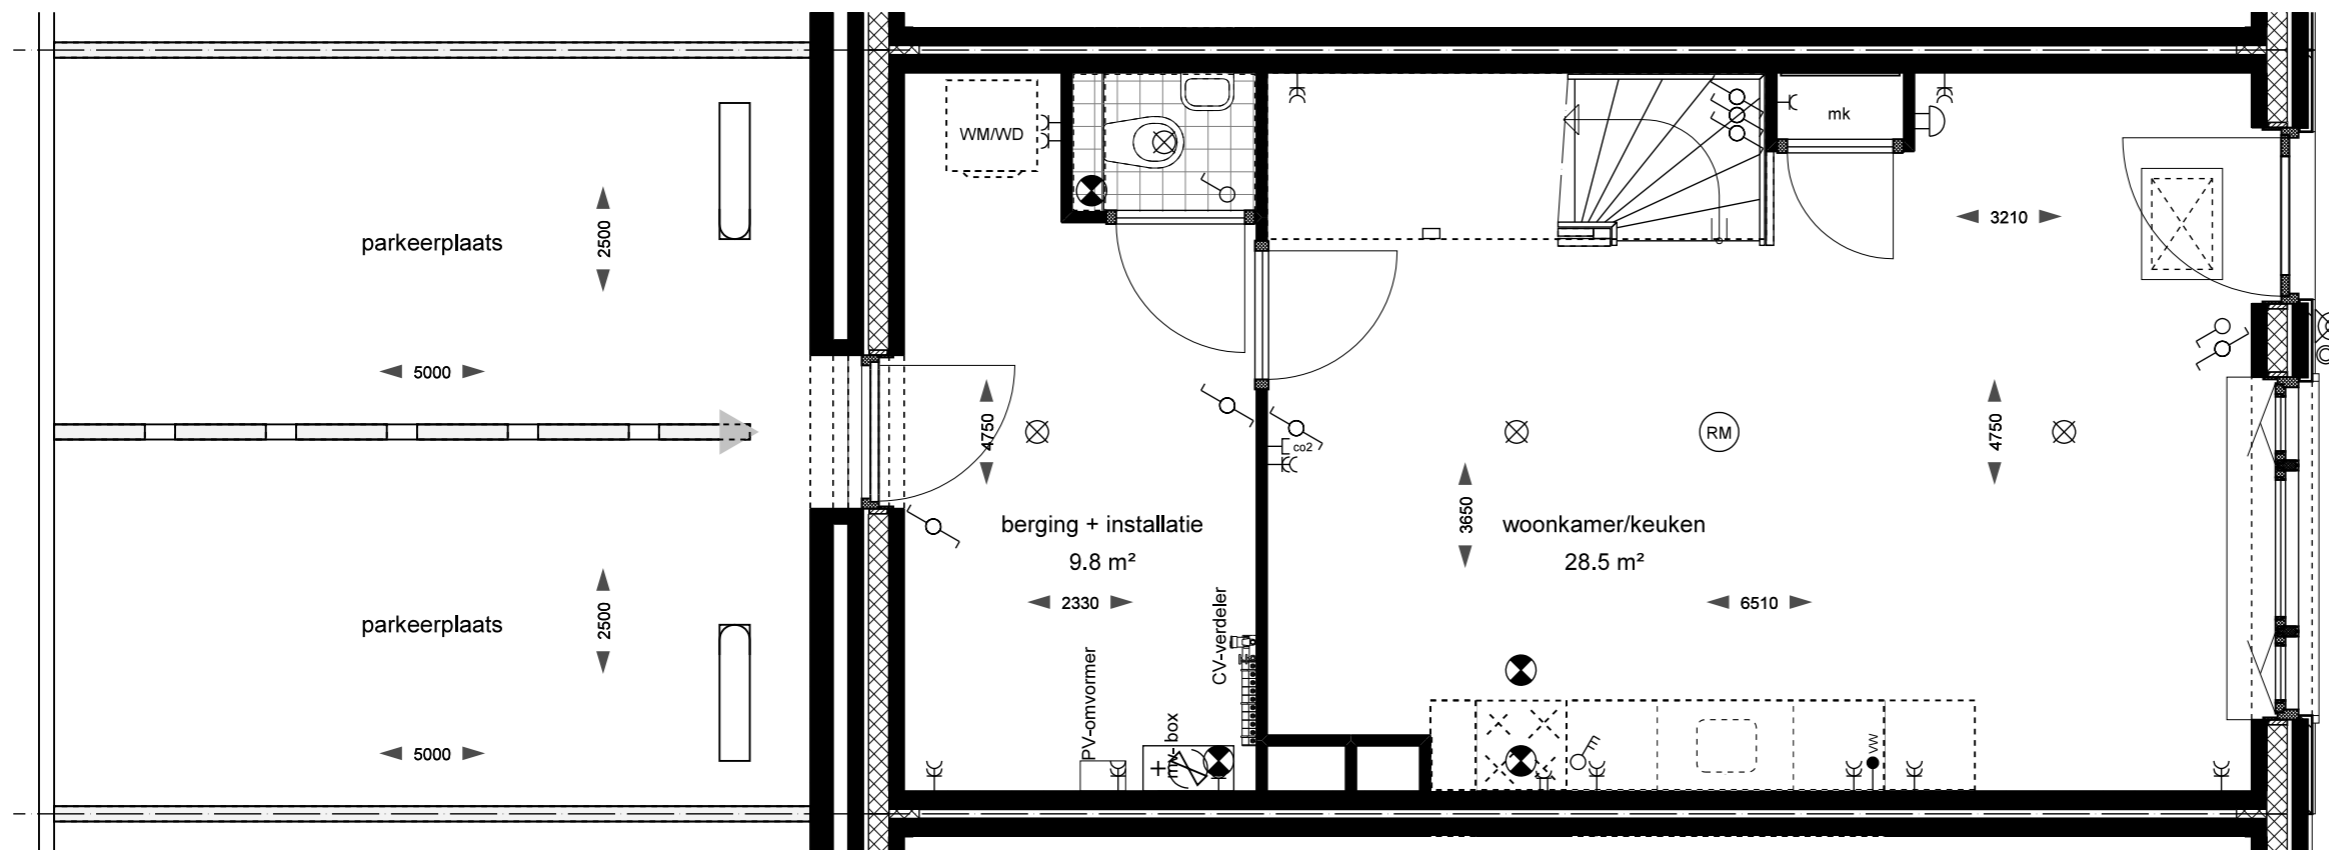 WM/WD
mk
parkeerplaats
2500
3210
5000
4750
co2
RM
4750
3650
berging + installatie
9.8 m²
woonkamer/keuken
28.5 m²
2330
6510
parkeerplaats
2500
CV-verdeler
PV-omvormer
mv-box
VW
5000